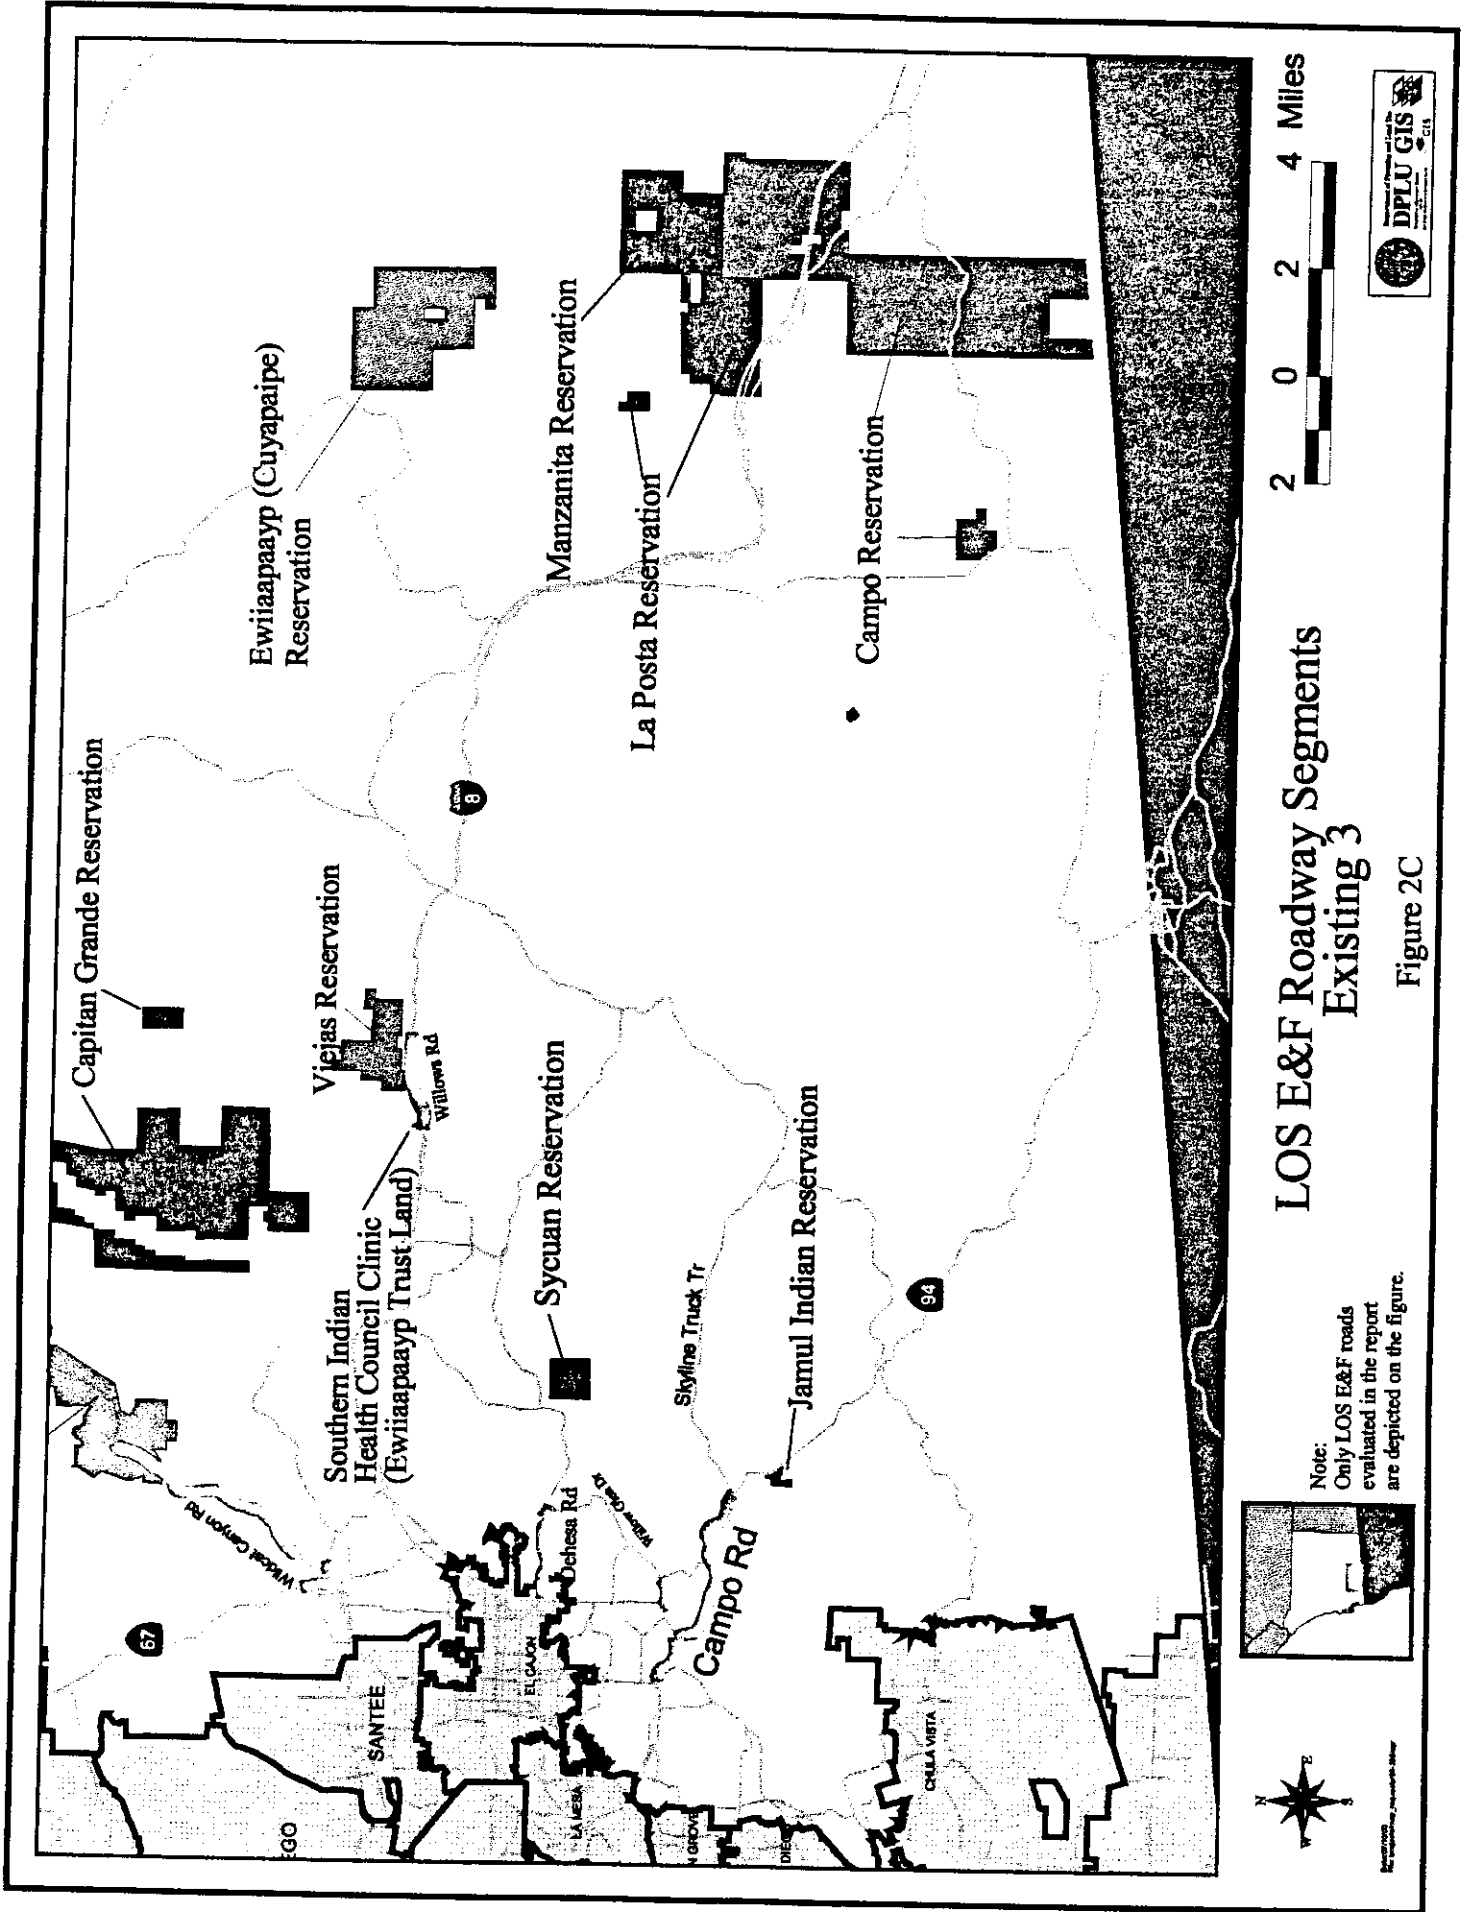 Capitan Grande Reservation
Ewiiaapaayp (Cuyapaipe)
Reservation
Viejas Reservation
Willows Rd
Southern Indian
Health Council Clinic
(Ewiiaapaayp Trust Land)
Wildcat Canyon Rd
67
8
Manzanita Reservation
La Posta Reservation
Sycuan Reservation
Dehesa Rd
Willow Glen Dr
Skyline Truck Tr
Campo Rd
Jamul Indian Reservation
Campo Reservation
94
SANTEE
EL CAJON
EGO
LA MESA
N GROVE
DIEG
CHULA VISTA
N
W
E
S
Note:
Only LOS E&F roads
evaluated in the report
are depicted on the figure.
LOS E&F Roadway Segments
Existing 3
Figure 2C
2 0 2 4 Miles
DPLU GIS